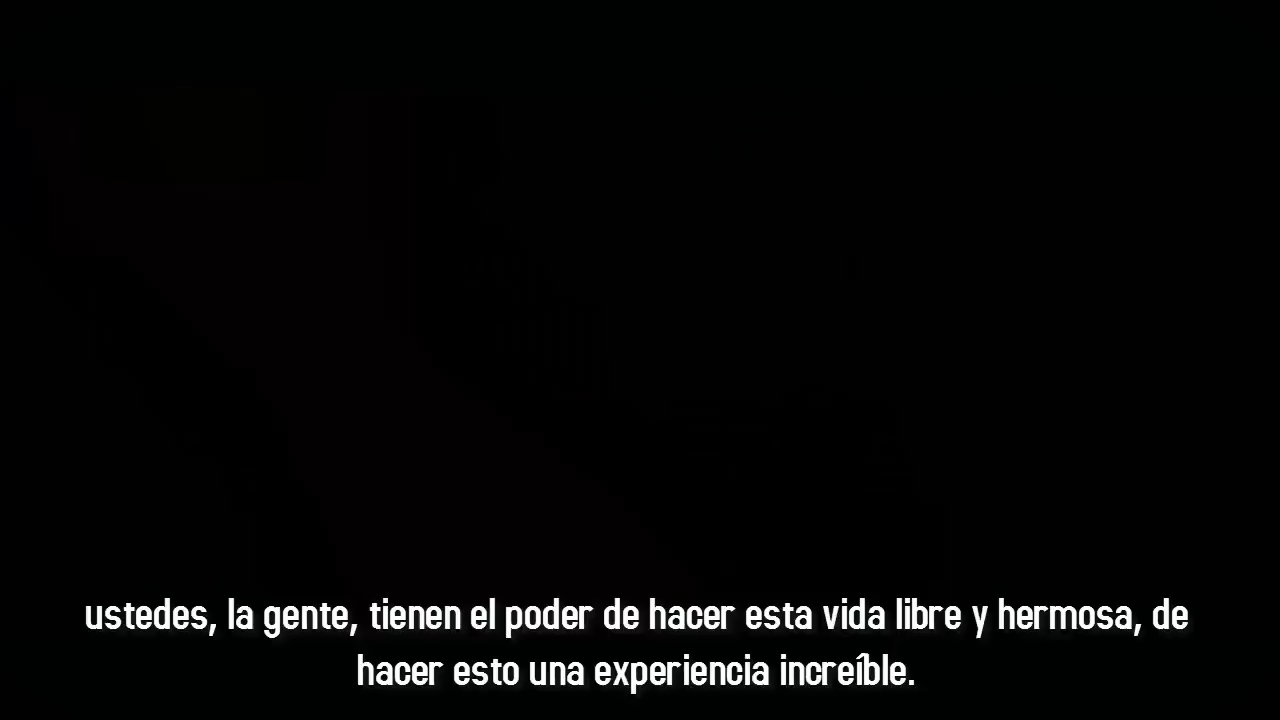 ustedes, la gente, tienen el poder de hacer esta vida libre y hermosa, de
hacer esto una experiencia increíble.